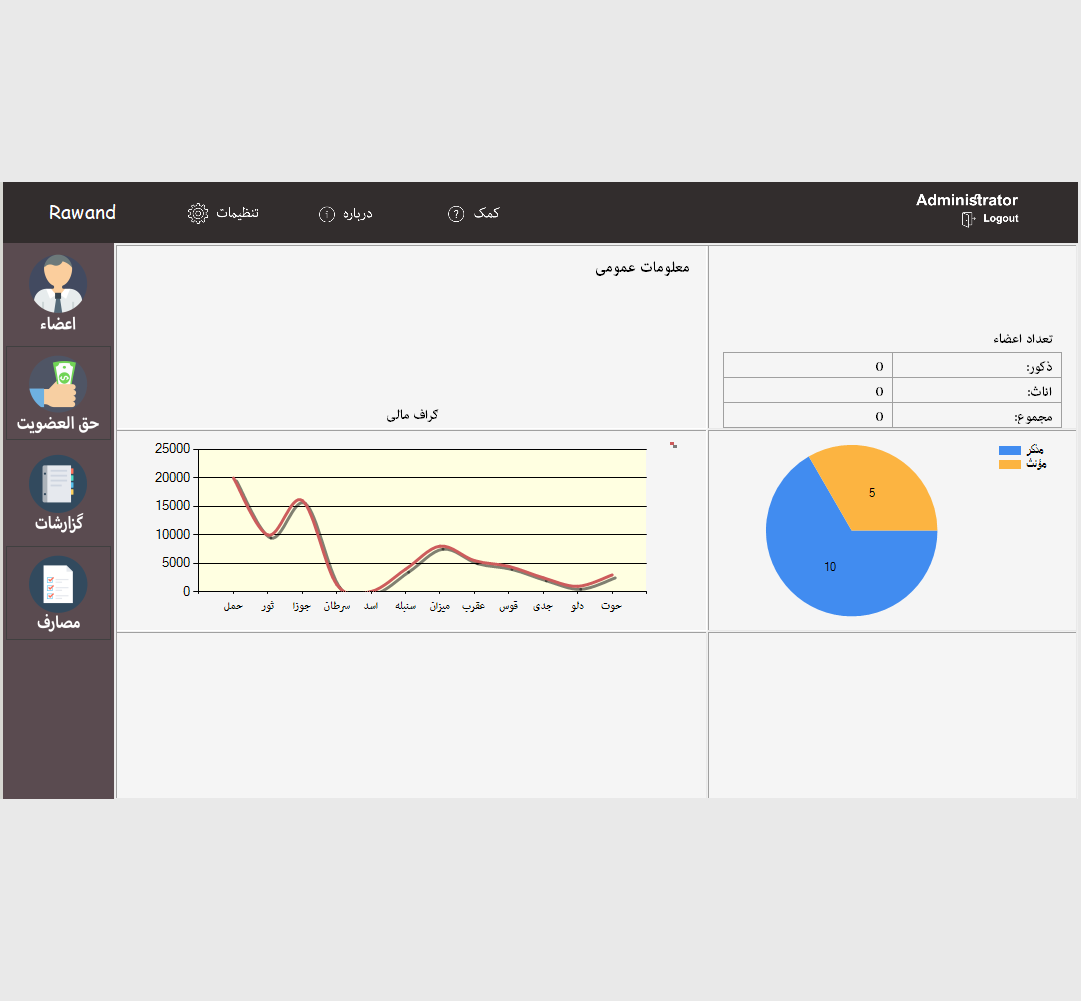 Rawand
تنظیمات
درباره
کمک
Administrator
Logout
اعضاء
حق العضویت
گزارشات
مصارف
معلومات عمومی
گراف مالی
25000
20000
15000
10000
5000
0
حمل ثور جوزا سرطان اسد سنبله میزان عقرب قوس جدی دلو حوت
تعداد اعضاء
ذکور: 0
اناث: 0
مجموع: 0
مذکر
مؤنث
5
10